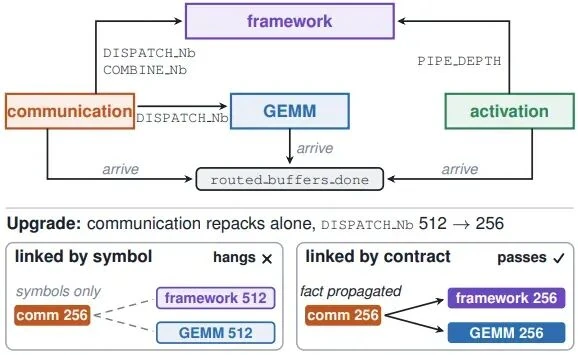 framework
DISPATCH_Nb
COMBINE_Nb
PIPE_DEPTH
communication
DISPATCH_Nb
GEMM
activation
arrive
arrive
arrive
routed_buffers_done
Upgrade: communication repacks alone, DISPATCH_Nb 512 → 256
linked by symbol hangs ✗
symbols only
comm 256
framework 512
GEMM 512
linked by contract passes ✓
fact propagated
comm 256
framework 256
GEMM 256